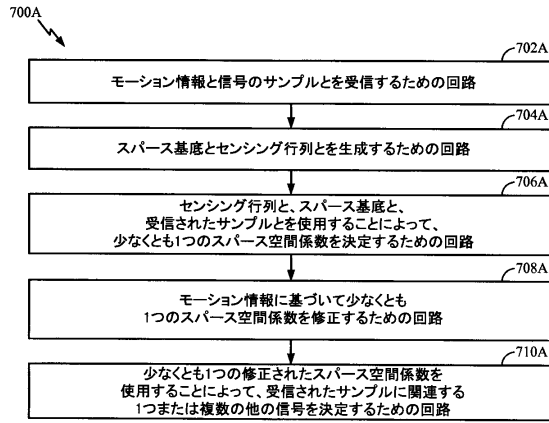 700A
702A
モーション情報と信号のサンプルとを受信するための回路
704A
スパース基底とセンシング行列とを生成するための回路
706A
センシング行列と、スパース基底と、
受信されたサンプルとを使用することによって、
少なくとも1つのスパース空間係数を決定するための回路
708A
モーション情報に基づいて少なくとも
1つのスパース空間係数を修正するための回路
710A
少なくとも1つの修正されたスパース空間係数を
使用することによって、受信されたサンプルに関連する
1つまたは複数の他の信号を決定するための回路